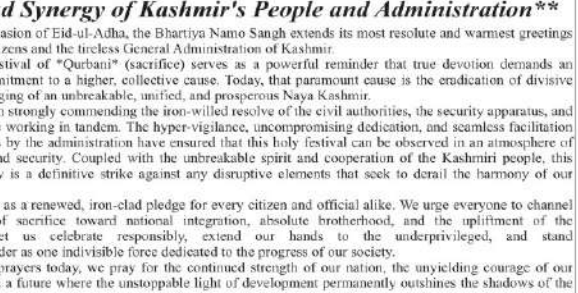 d Synergy of Kashmir's People and Administration**
asion of Eid-ul-Adha, the Bhartiya Namo Sangh extends its most resolute and warmest greetings
izens and the tireless General Administration of Kashmir.
stival of *Qurbani* (sacrifice) serves as a powerful reminder that true devotion demands an
mitment to a higher, collective cause. Today, that paramount cause is the eradication of divisive
ging of an unbreakable, unified, and prosperous Naya Kashmir.
n strongly commending the iron-willed resolve of the civil authorities, the security apparatus, and
working in tandem. The hyper-vigilance, uncompromising dedication, and seamless facilitation
by the administration have ensured that this holy festival can be observed in an atmosphere of
nd security. Coupled with the unbreakable spirit and cooperation of the Kashmiri people, this
y is a definitive strike against any disruptive elements that seek to derail the harmony of our
as a renewed, iron-clad pledge for every citizen and official alike. We urge everyone to channel
of sacrifice toward national integration, absolute brotherhood, and the upliftment of the
et us celebrate responsibly, extend our hands to the underprivileged, and stand
der as one indivisible force dedicated to the progress of our society.
prayers today, we pray for the continued strength of our nation, the unyielding courage of our
a future where the unstoppable light of development permanently outshines the shadows of the